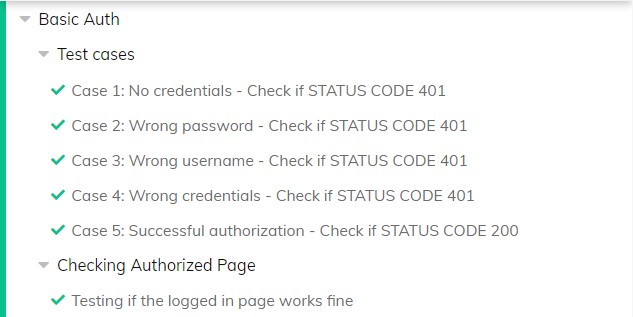 Basic Auth
Test cases
Case 1: No credentials - Check if STATUS CODE 401
Case 2: Wrong password - Check if STATUS CODE 401
Case 3: Wrong username - Check if STATUS CODE 401
Case 4: Wrong credentials - Check if STATUS CODE 401
Case 5: Successful authorization - Check if STATUS CODE 200
Checking Authorized Page
Testing if the logged in page works fine